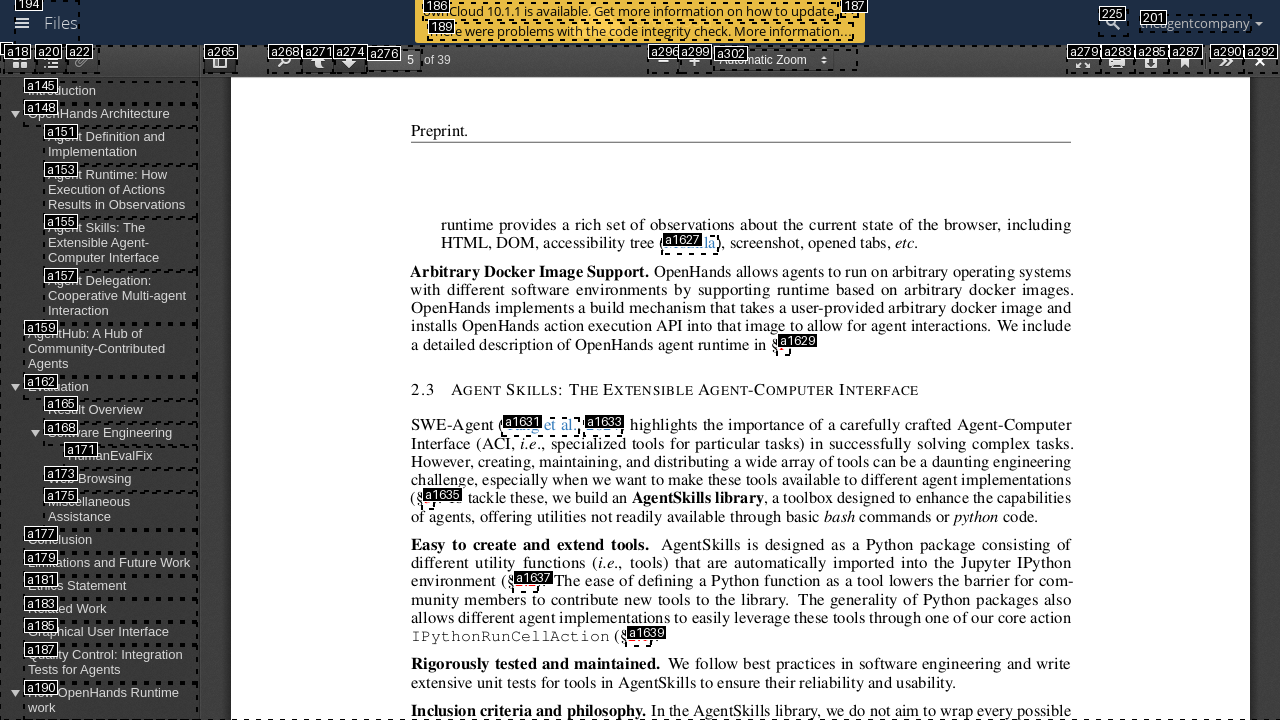 194
Files
186
wnCloud 10.1.1 is available. Get more information on how to update.
187
189
ere were problems with the code integrity check. More information…
225
201
theagentcompany
a18
a20
a22
a265
a268
a271
a274
a276
5 of 39
a296
a299
a302
Automatic Zoom
a279
a283
a285
a287
a290
a292
a145
Introduction
a148
OpenHands Architecture
a151
Agent Definition and
Implementation
a153
Agent Runtime: How
Execution of Actions
Results in Observations
a155
Agent Skills: The
Extensible Agent-
Computer Interface
a157
Agent Delegation:
Cooperative Multi-agent
Interaction
a159
AgentHub: A Hub of
Community-Contributed
Agents
a162
Evaluation
a165
Result Overview
a168
Software Engineering
a171
HumanEvalFix
a173
Web Browsing
a175
Miscellaneous
Assistance
a177
Conclusion
a179
Limitations and Future Work
a181
Ethics Statement
a183
Related Work
a185
Graphical User Interface
a187
Quality Control: Integration
Tests for Agents
a190
How OpenHands Runtime
work
Preprint.
runtime provides a rich set of observations about the current state of the browser, including
HTML, DOM, accessibility tree (a1627 la), screenshot, opened tabs, etc.
Arbitrary Docker Image Support. OpenHands allows agents to run on arbitrary operating systems
with different software environments by supporting runtime based on arbitrary docker images.
OpenHands implements a build mechanism that takes a user-provided arbitrary docker image and
installs OpenHands action execution API into that image to allow for agent interactions. We include
a detailed description of OpenHands agent runtime in § a1629
2.3 AGENT SKILLS: THE EXTENSIBLE AGENT-COMPUTER INTERFACE
SWE-Agent (a1631 et al., a1633 highlights the importance of a carefully crafted Agent-Computer
Interface (ACI, i.e., specialized tools for particular tasks) in successfully solving complex tasks.
However, creating, maintaining, and distributing a wide array of tools can be a daunting engineering
challenge, especially when we want to make these tools available to different agent implementations
(§ a1635 To tackle these, we build an AgentSkills library, a toolbox designed to enhance the capabilities
of agents, offering utilities not readily available through basic bash commands or python code.
Easy to create and extend tools. AgentSkills is designed as a Python package consisting of
different utility functions (i.e., tools) that are automatically imported into the Jupyter IPython
environment (§ a1637 The ease of defining a Python function as a tool lowers the barrier for com-
munity members to contribute new tools to the library. The generality of Python packages also
allows different agent implementations to easily leverage these tools through one of our core action
IPythonRunCellAction (§ a1639
Rigorously tested and maintained. We follow best practices in software engineering and write
extensive unit tests for tools in AgentSkills to ensure their reliability and usability.
Inclusion criteria and philosophy. In the AgentSkills library, we do not aim to wrap every possible